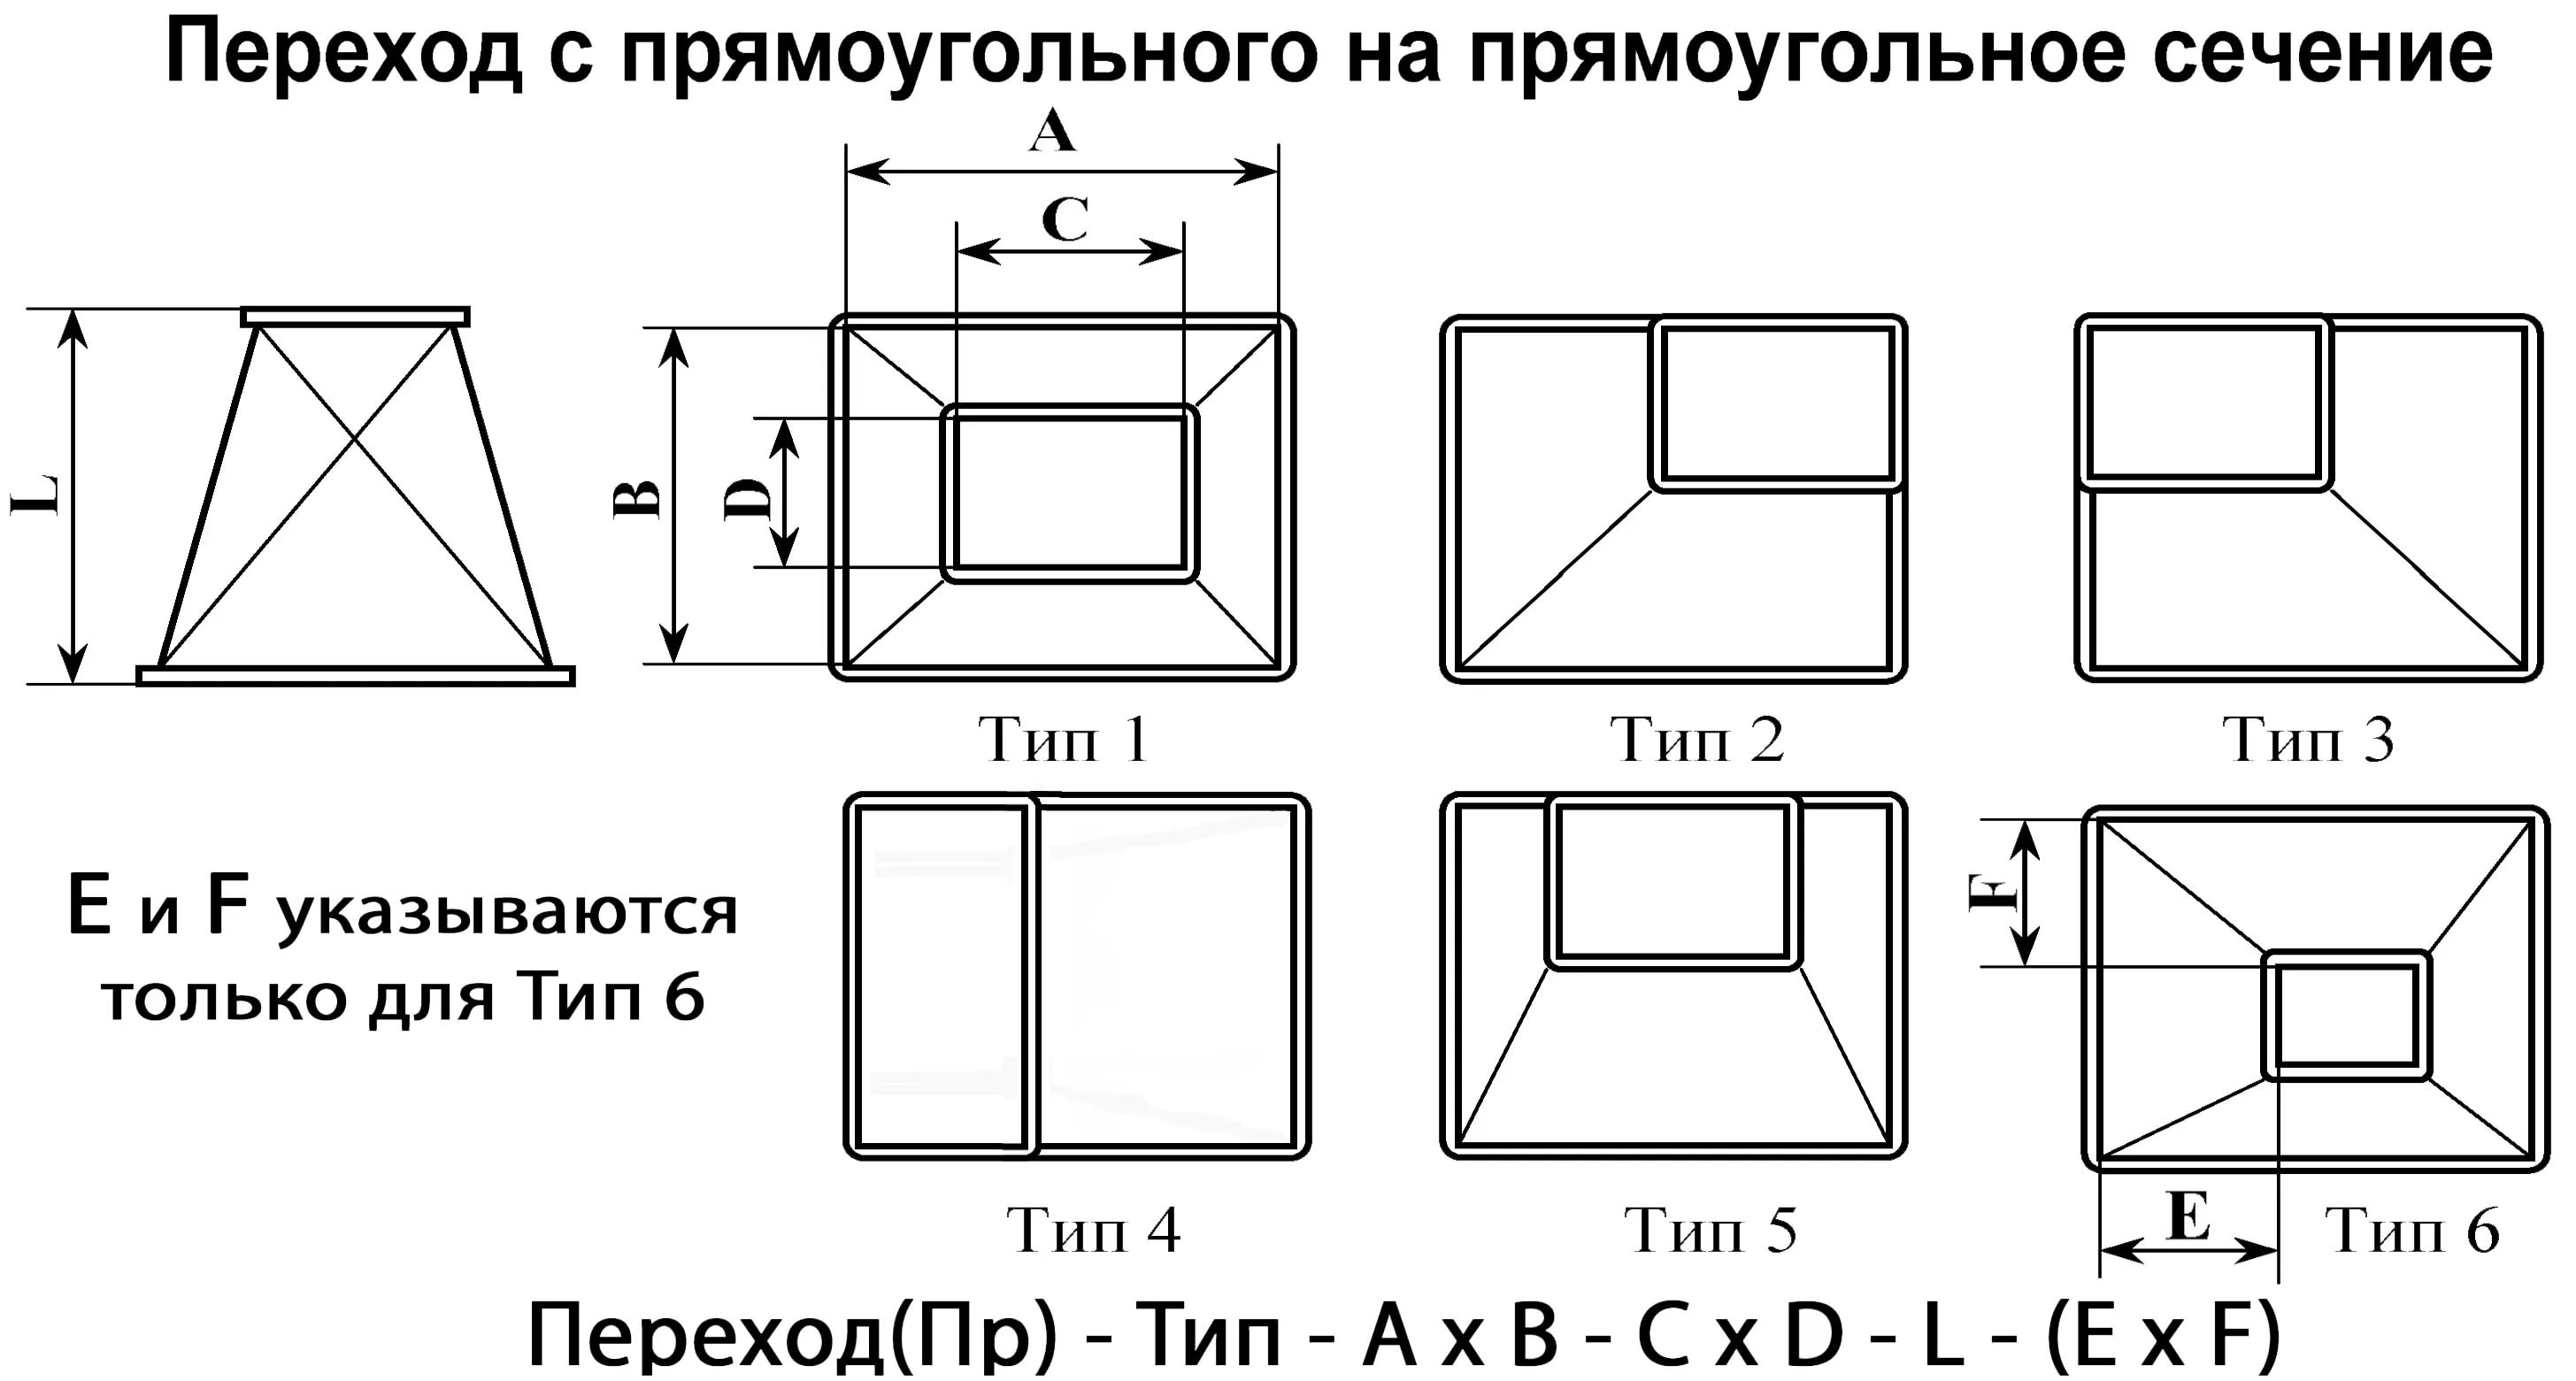 Переход с прямоугольного на прямоугольное сечение
A
C
L
B
D
Тип 1
Тип 2
Тип 3
E и F указываются
только для Тип 6
F
Тип 4
Тип 5
E
Тип 6
Переход(Пр) - Тип - A x B - C x D - L - (E x F)